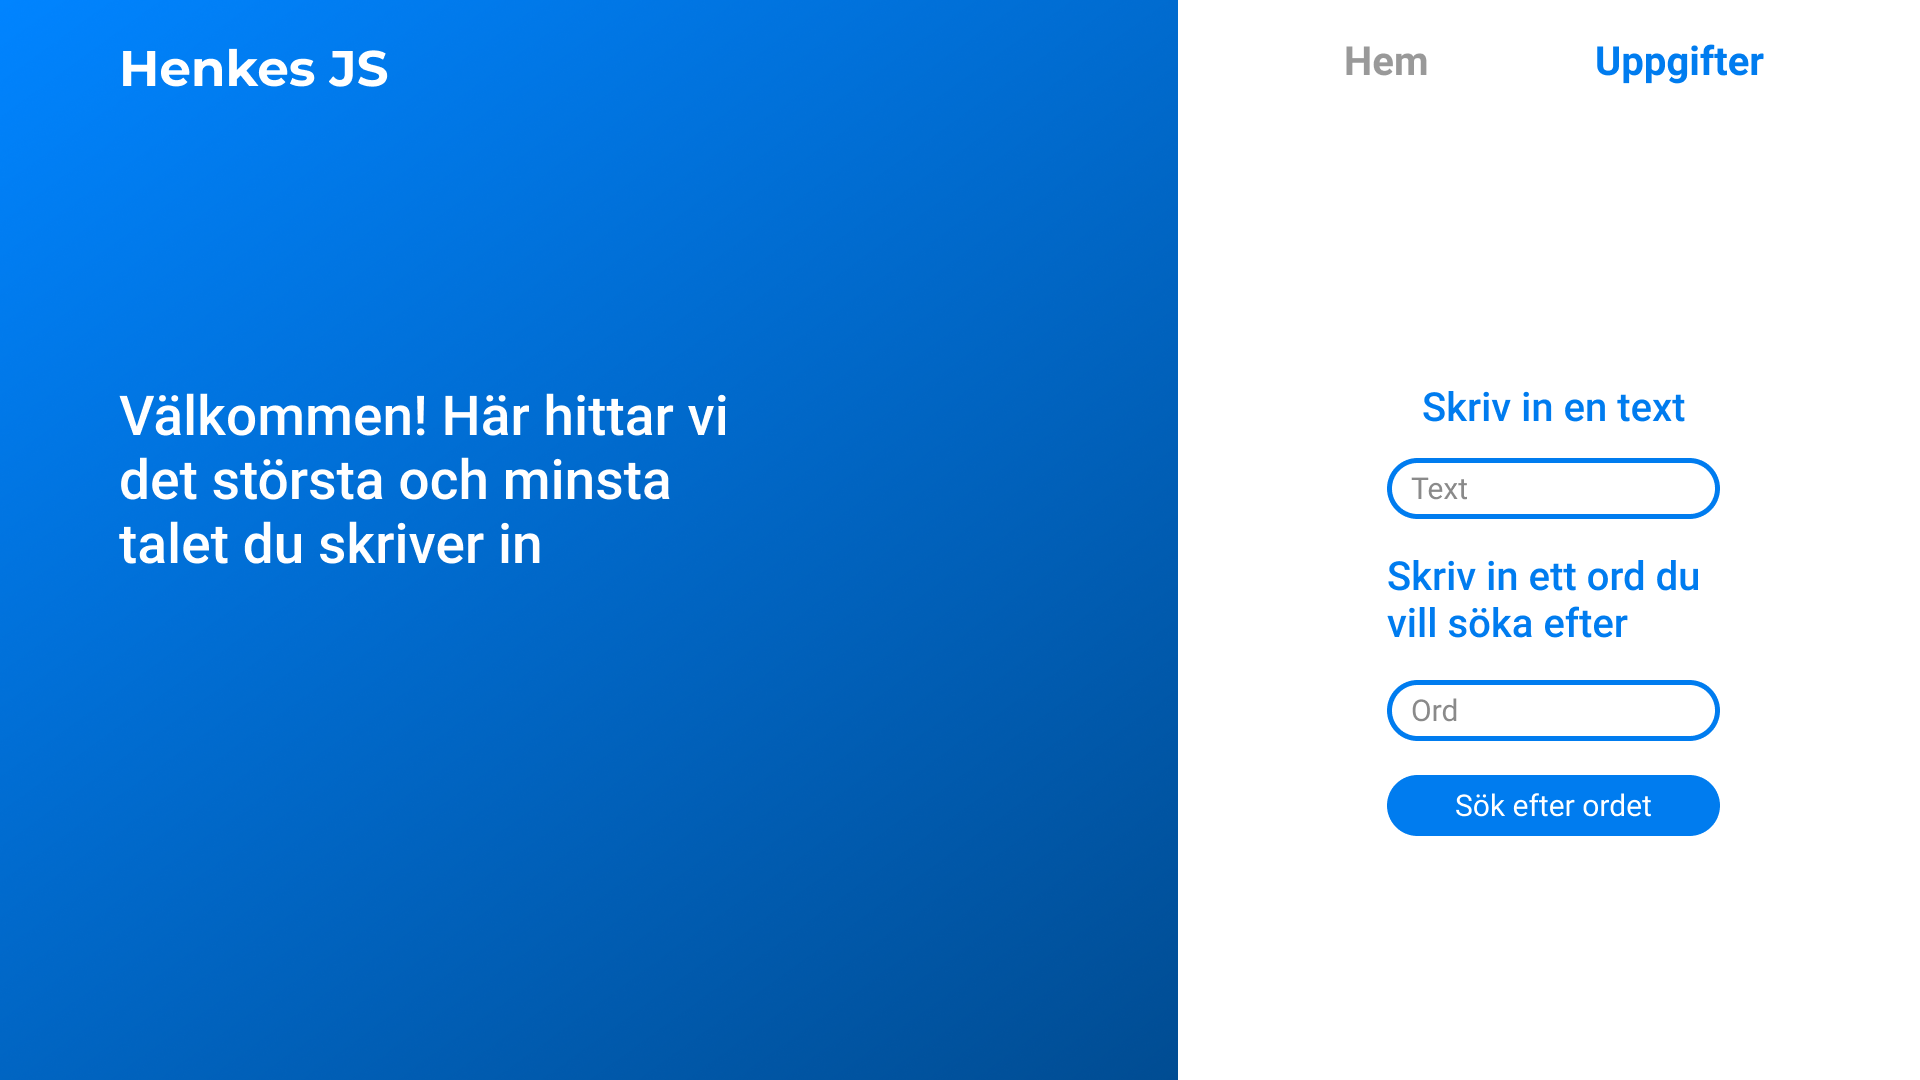 Henkes JS
Hem
Uppgifter
Välkommen! Här hittar vi
det största och minsta
talet du skriver in
Skriv in en text
Text
Skriv in ett ord du
vill söka efter
Ord
Sök efter ordet